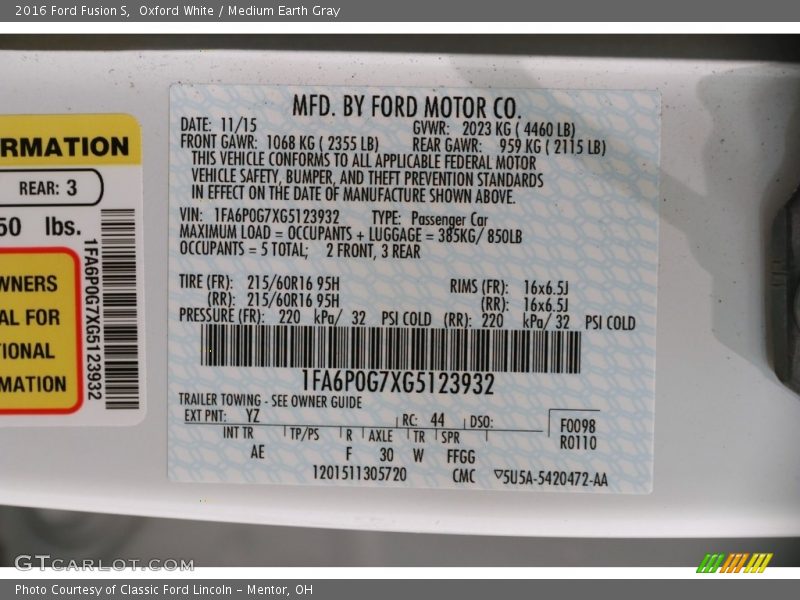 2016 Ford Fusion S,  Oxford White / Medium Earth Gray
RMATION
REAR: 3
50 lbs.
WNERS
AL FOR
TIONAL
MATION
1FA6P0G7XG5123932
MFD. BY FORD MOTOR CO.
DATE: 11/15 GVWR: 2023 KG ( 4460 LB)
FRONT GAWR: 1068 KG ( 2355 LB) REAR GAWR: 959 KG ( 2115 LB)
THIS VEHICLE CONFORMS TO ALL APPLICABLE FEDERAL MOTOR
VEHICLE SAFETY, BUMPER, AND THEFT PREVENTION STANDARDS
IN EFFECT ON THE DATE OF MANUFACTURE SHOWN ABOVE.
VIN: 1FA6P0G7XG5123932 TYPE: Passenger Car
MAXIMUM LOAD = OCCUPANTS + LUGGAGE = 385KG/ 850LB
OCCUPANTS = 5 TOTAL; 2 FRONT, 3 REAR
TIRE (FR): 215/60R16 95H RIMS (FR): 16x6.5J
(RR): 215/60R16 95H (RR): 16x6.5J
PRESSURE (FR): 220 kPa/ 32 PSI COLD (RR): 220 kPa/ 32 PSI COLD
1FA6P0G7XG5123932
TRAILER TOWING - SEE OWNER GUIDE
EXT PNT: YZ RC: 44 DSO: F0098
INT TR TP/PS R AXLE TR SPR R0110
AE F 30 W FFGG
1201511305720 CMC ▽5U5A-5420472-AA
GTCARLOT.COM
Photo Courtesy of Classic Ford Lincoln - Mentor, OH